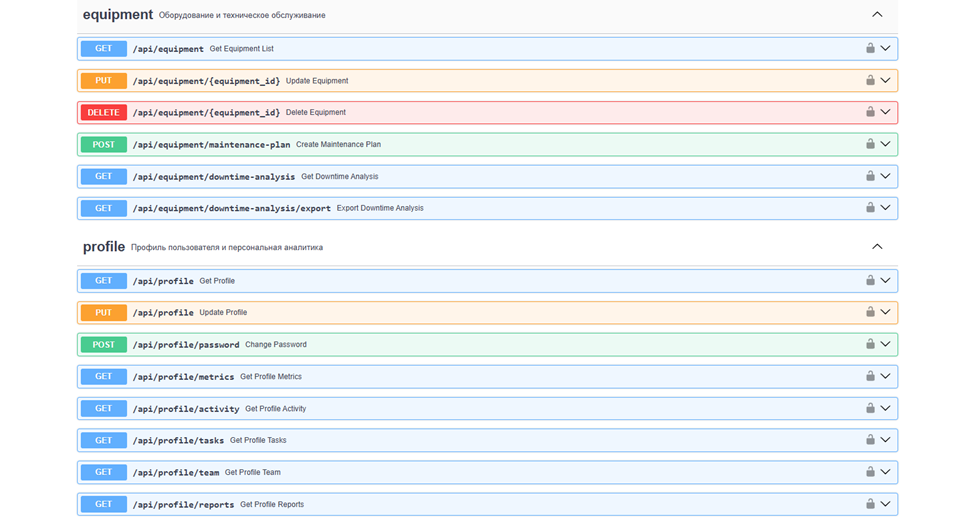 equipment Оборудование и техническое обслуживание
GET /api/equipment Get Equipment List
PUT /api/equipment/{equipment_id} Update Equipment
DELETE /api/equipment/{equipment_id} Delete Equipment
POST /api/equipment/maintenance-plan Create Maintenance Plan
GET /api/equipment/downtime-analysis Get Downtime Analysis
GET /api/equipment/downtime-analysis/export Export Downtime Analysis
profile Профиль пользователя и персональная аналитика
GET /api/profile Get Profile
PUT /api/profile Update Profile
POST /api/profile/password Change Password
GET /api/profile/metrics Get Profile Metrics
GET /api/profile/activity Get Profile Activity
GET /api/profile/tasks Get Profile Tasks
GET /api/profile/team Get Profile Team
GET /api/profile/reports Get Profile Reports